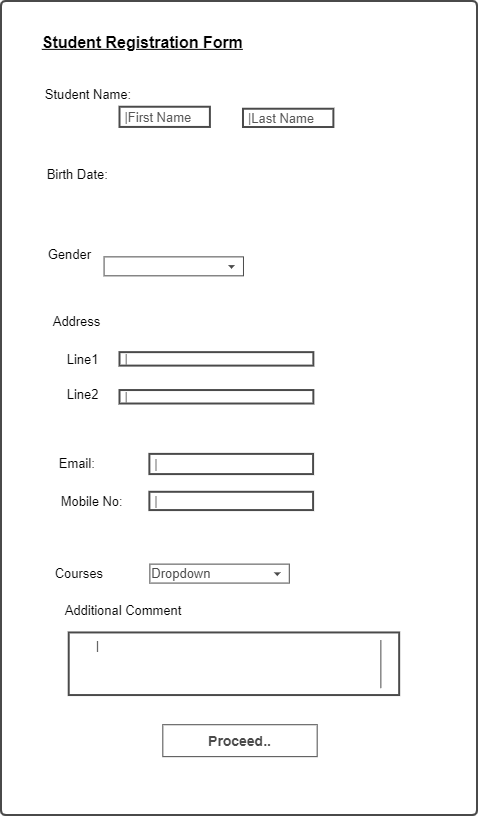 Student Registration Form
Student Name:
First Name Last Name
Birth Date:
Gender
Address
Line1
Line2
Email:
Mobile No:
Courses Dropdown
Additional Comment
Proceed..